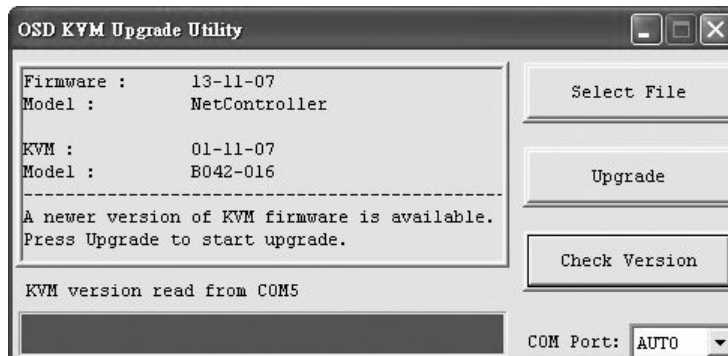 OSD KVM Upgrade Utility
Firmware : 13-11-07
Model : NetController
KVM : 01-11-07
Model : B042-016
A newer version of KVM firmware is available.
Press Upgrade to start upgrade.
KVM version read from COM5
Select File
Upgrade
Check Version
COM Port: AUTO